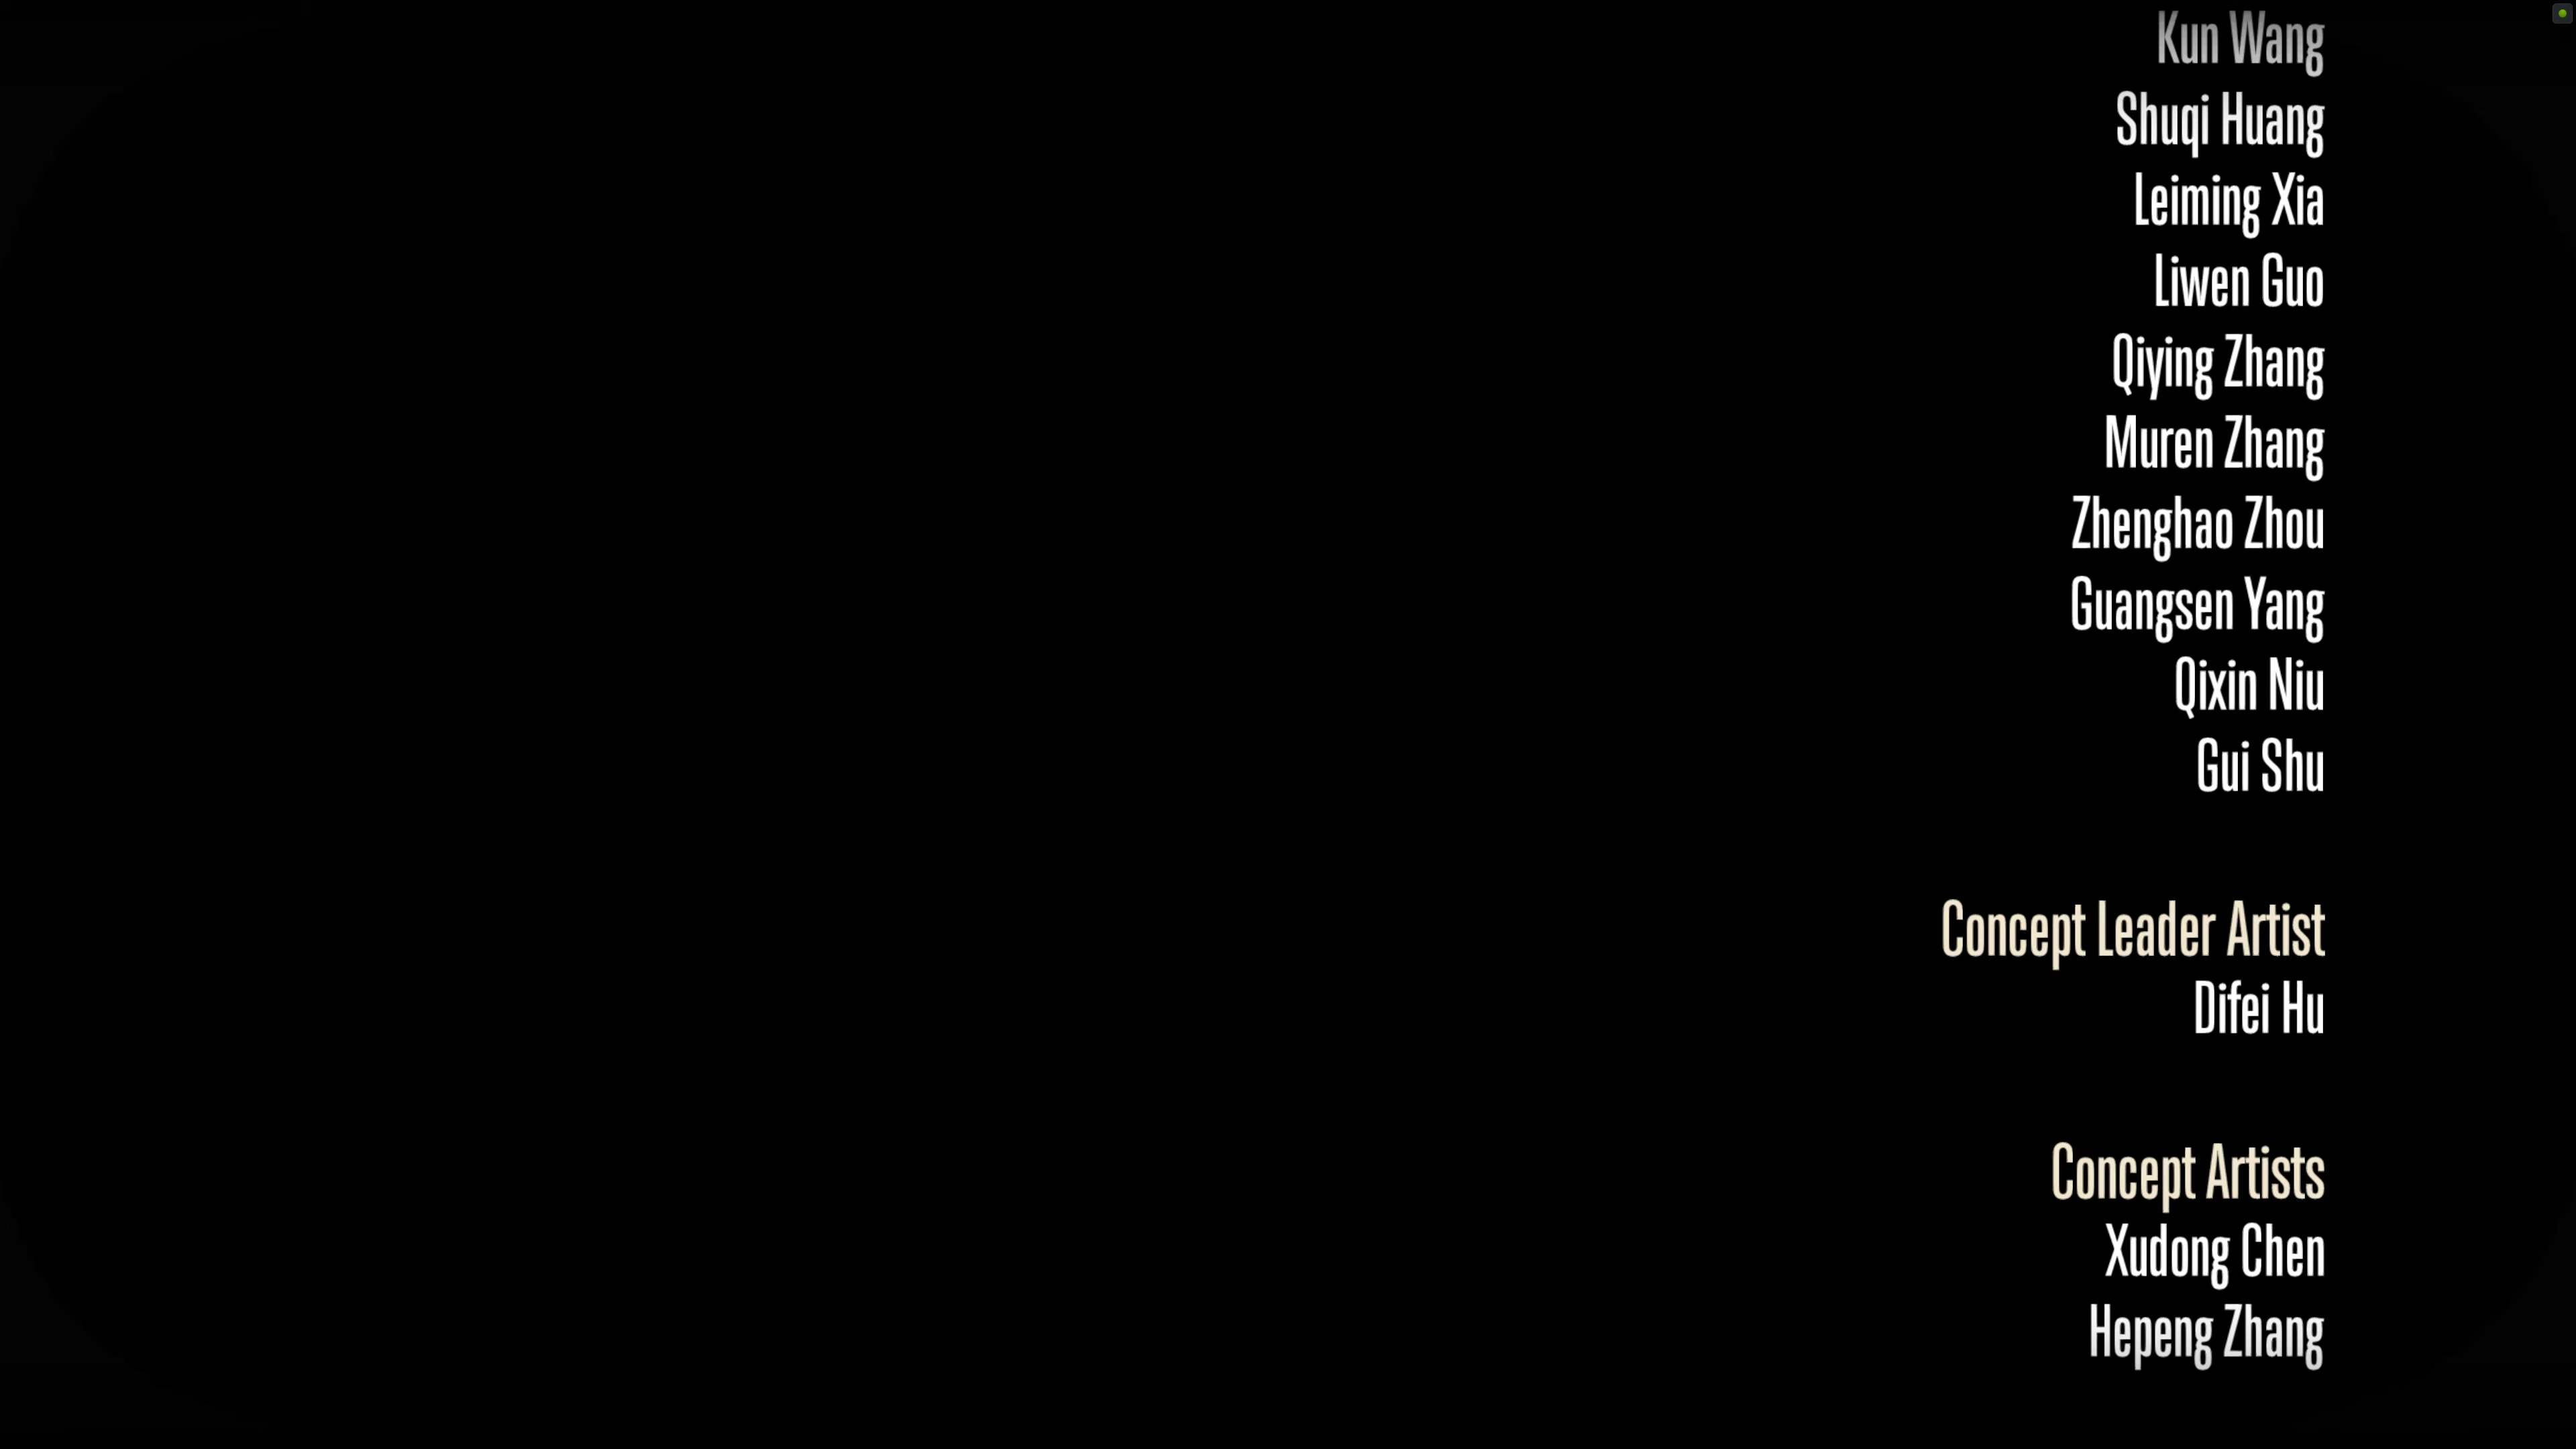 Kun Wang
Shuqi Huang
Leiming Xia
Liwen Guo
Qiying Zhang
Muren Zhang
Zhenghao Zhou
Guangsen Yang
Qixin Niu
Gui Shu
Concept Leader Artist
Difei Hu
Concept Artists
Xudong Chen
Hepeng Zhang